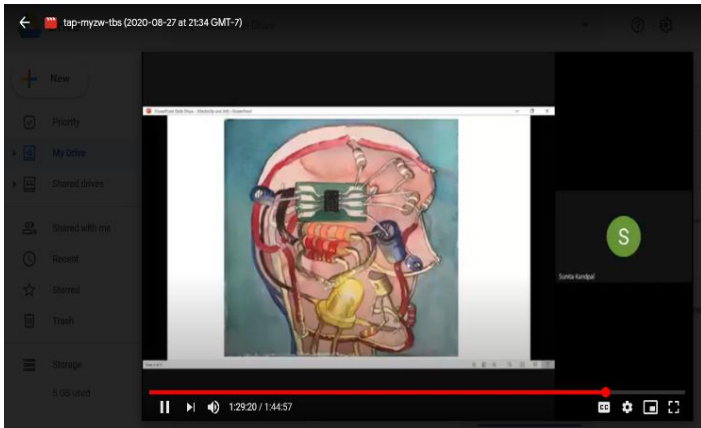 tap-myzw-tbs (2020-08-27 at 21:34 GMT-7)
New
Priority
My Drive
Shared drives
Shared with me
Recent
Starred
Trash
Storage
5 GB used
S
Sunita Kandpal
1:29:20 / 1:44:57
CC